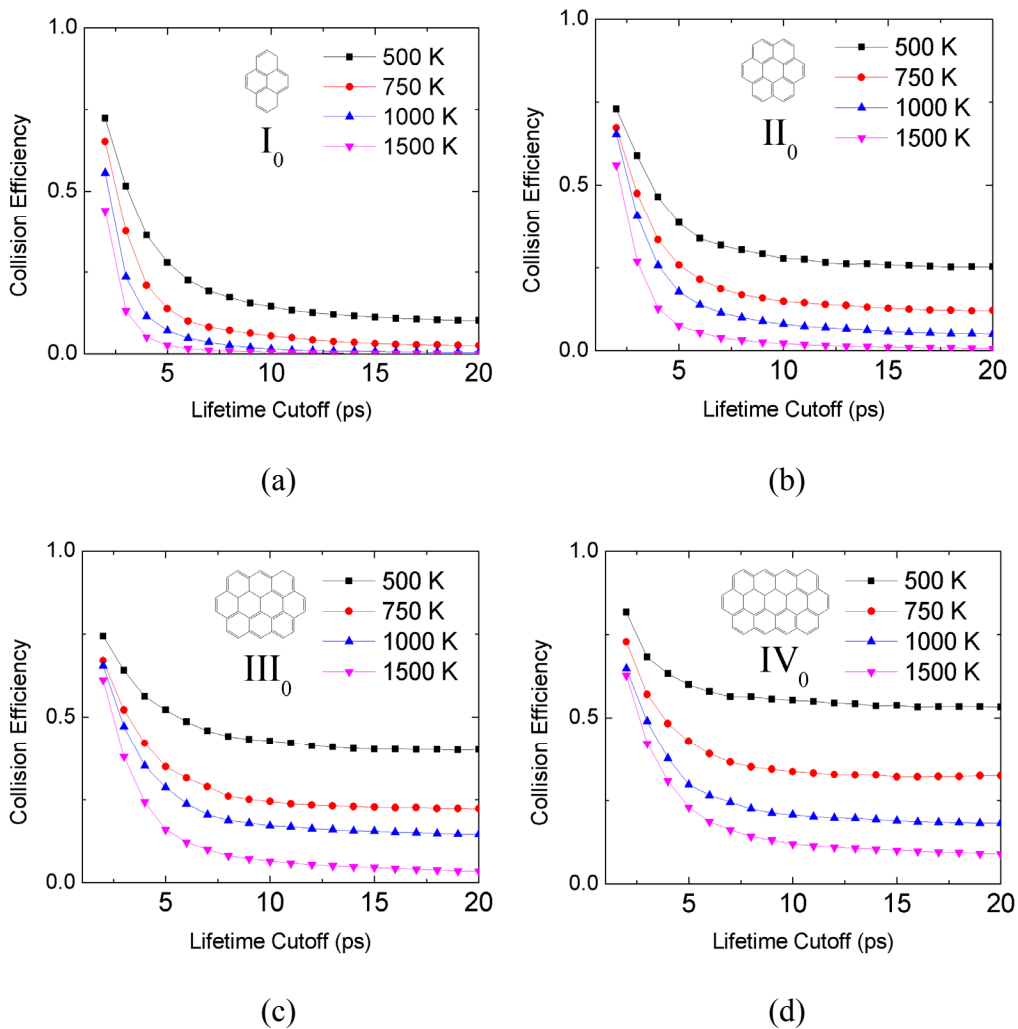 1.0
0.5
0.0
5
10
15
20
Collision Efficiency
Lifetime Cutoff (ps)
500 K
750 K
1000 K
1500 K
I0
(a)
1.0
0.5
0.0
5
10
15
20
Collision Efficiency
Lifetime Cutoff (ps)
500 K
750 K
1000 K
1500 K
II0
(b)
1.0
0.5
0.0
5
10
15
20
Collision Efficiency
Lifetime Cutoff (ps)
500 K
750 K
1000 K
1500 K
III0
(c)
1.0
0.5
0.0
5
10
15
20
Collision Efficiency
Lifetime Cutoff (ps)
500 K
750 K
1000 K
1500 K
IV0
(d)